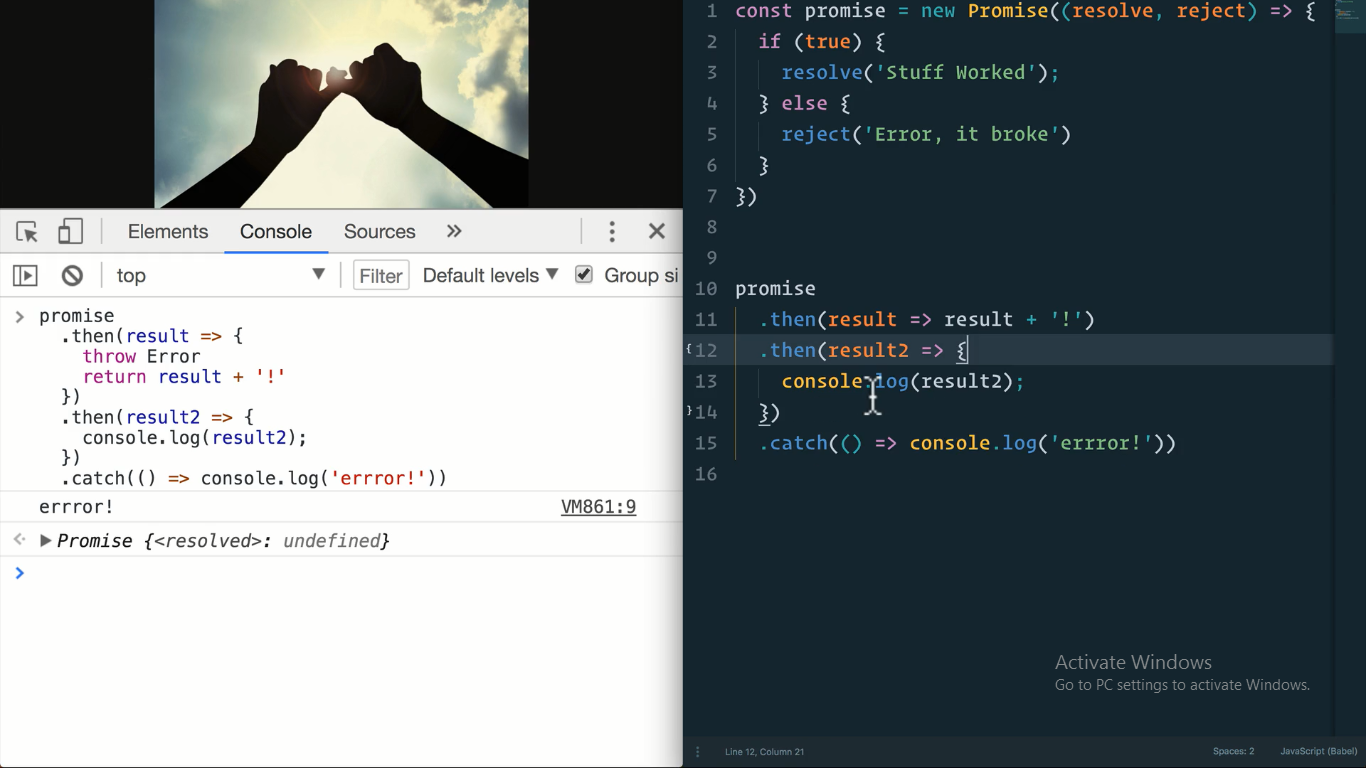 Elements Console Sources »
top Filter Default levels Group si
promise
.then(result => {
throw Error
return result + '!'
})
.then(result2 => {
console.log(result2);
})
.catch(() => console.log('errror!'))
errror! VM861:9
Promise {<resolved>: undefined}
1 const promise = new Promise((resolve, reject) => {
2 if (true) {
3 resolve('Stuff Worked');
4 } else {
5 reject('Error, it broke')
6 }
7 })
8
9
10 promise
11 .then(result => result + '!')
12 .then(result2 => {
13 console.log(result2);
14 })
15 .catch(() => console.log('errror!'))
16
Activate Windows
Go to PC settings to activate Windows.
Line 12, Column 21 Spaces: 2 JavaScript (Babel)